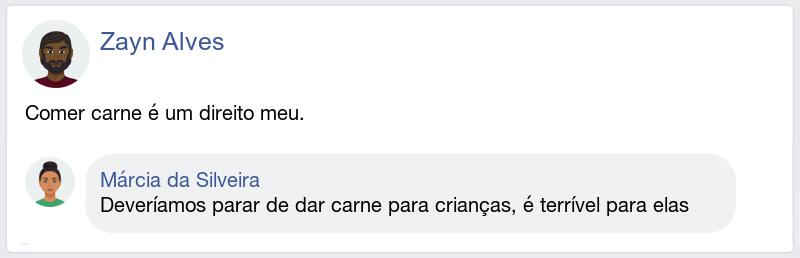 Zayn Alves
Comer carne é um direito meu.
Márcia da Silveira
Deveríamos parar de dar carne para crianças, é terrível para elas